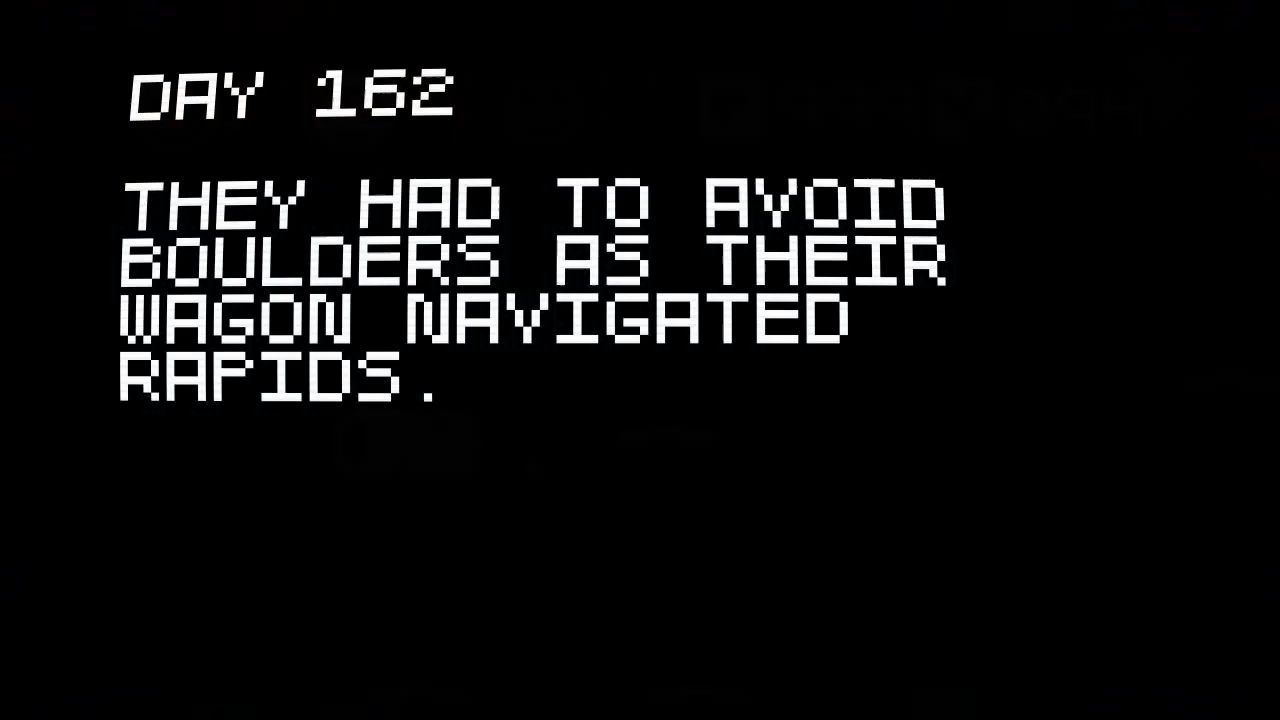 DAY 162
THEY HAD TO AVOID
BOULDERS AS THEIR
WAGON NAVIGATED
RAPIDS.